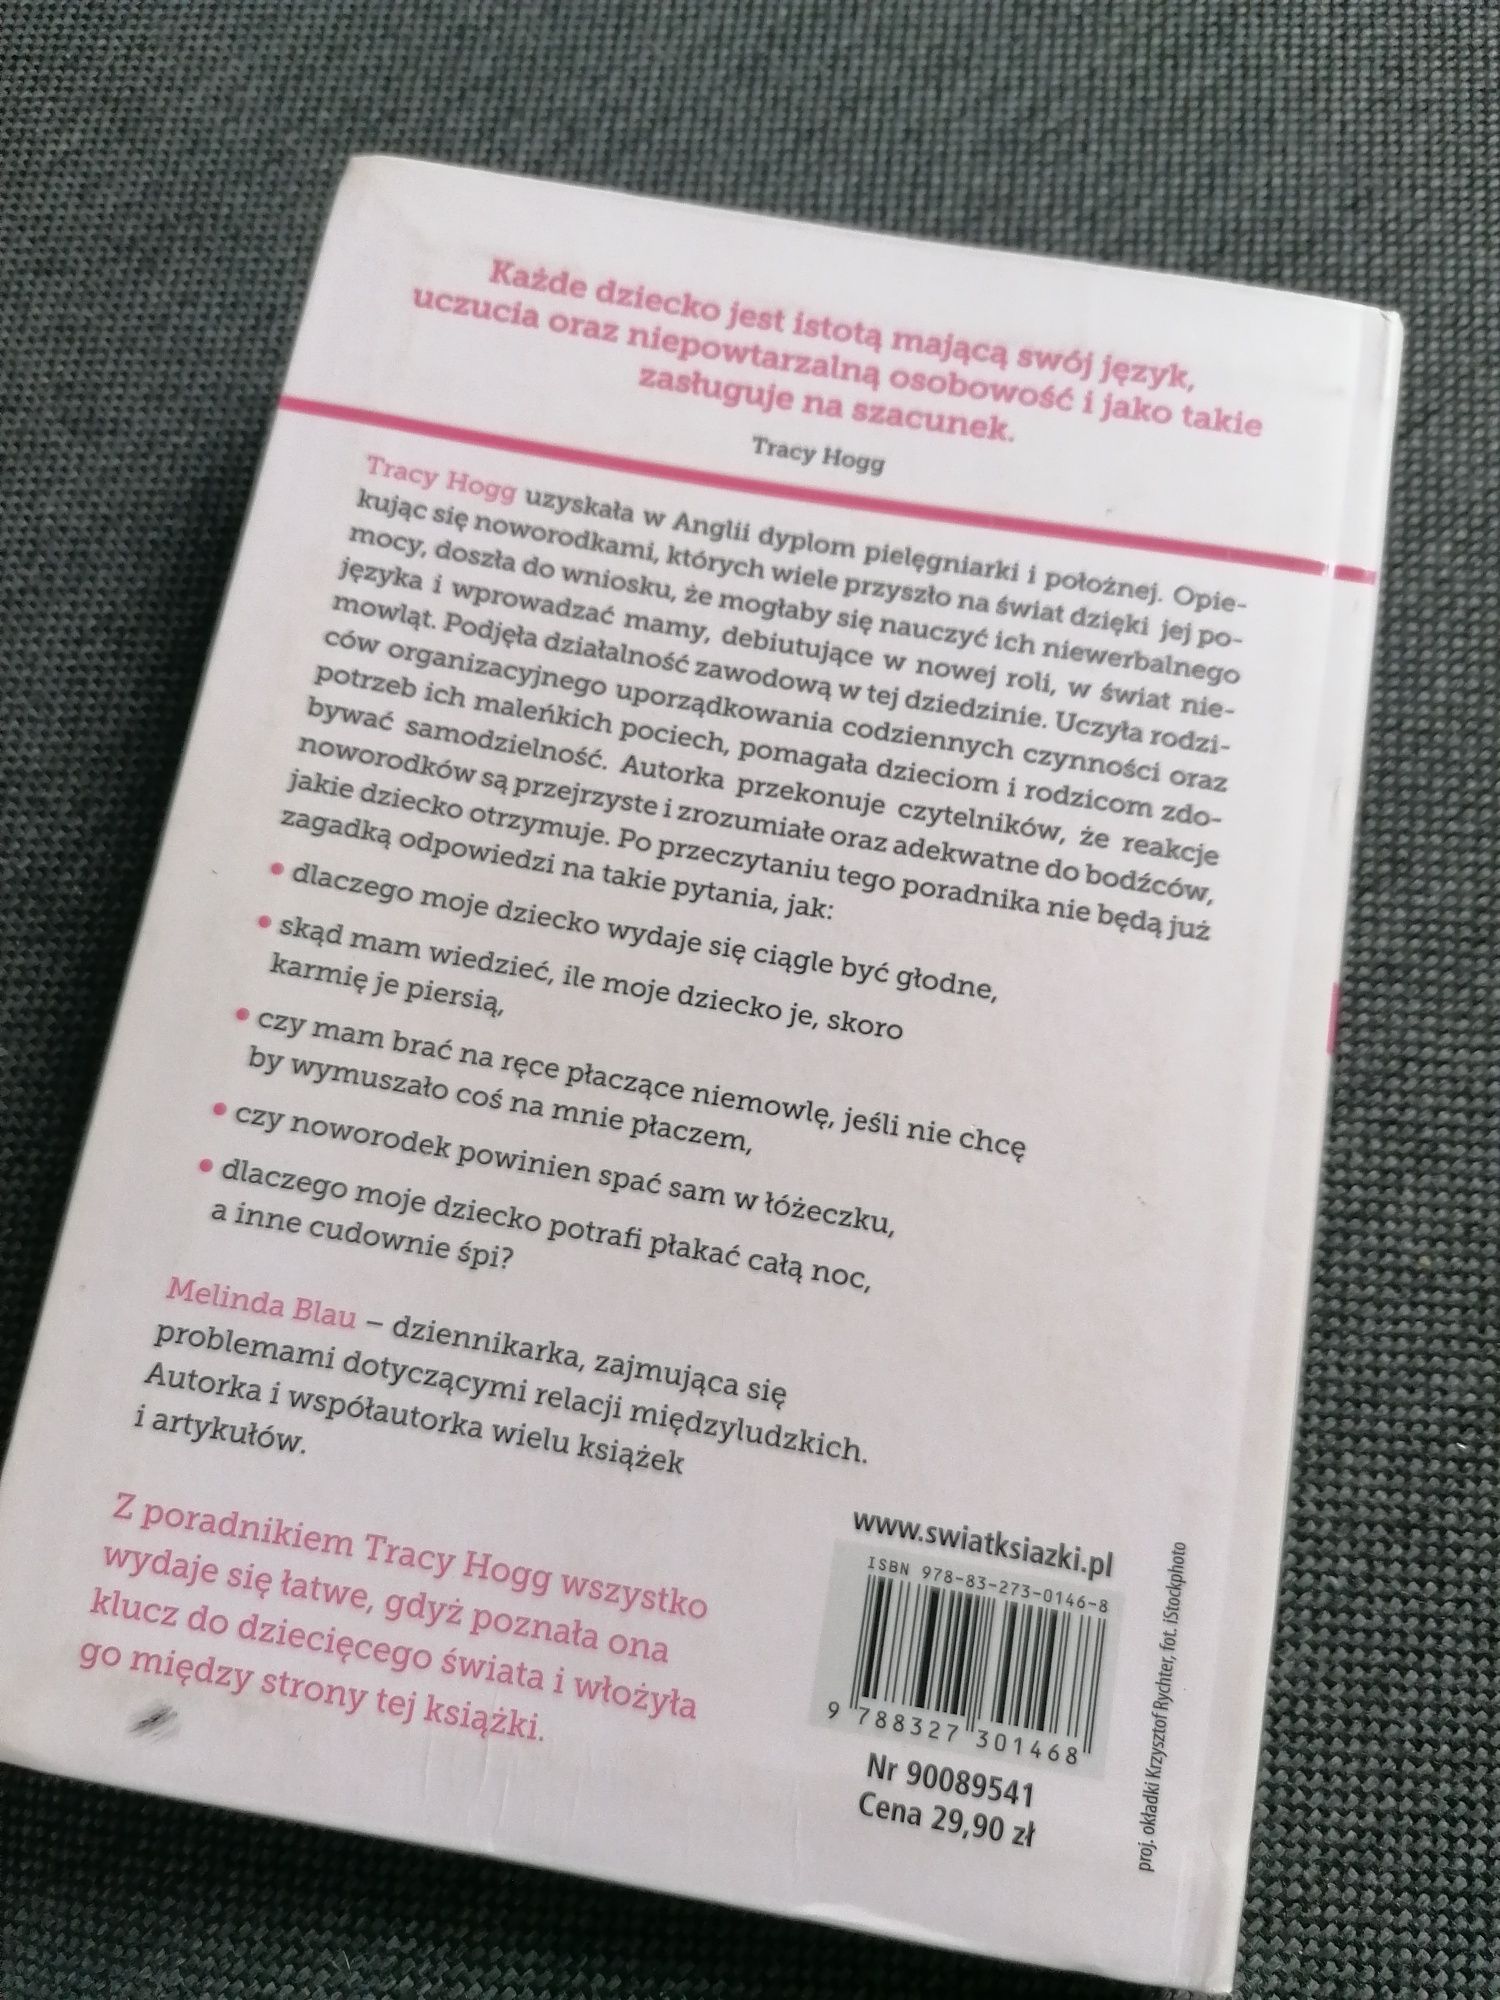 Każde dziecko jest istotą mającą swój język,
uczucia oraz niepowtarzalną osobowość i jako takie
zasługuje na szacunek.
Tracy Hogg
Tracy Hogg uzyskała w Anglii dyplom pielęgniarki i położnej. Opie-
kując się noworodkami, których wiele przyszło na świat dzięki jej po-
mocy, doszła do wniosku, że mogłaby się nauczyć ich niewerbalnego
języka i wprowadzać mamy, debiutujące w nowej roli, w świat nie-
mowląt. Podjęła działalność zawodową w tej dziedzinie. Uczyła rodzi-
ców organizacyjnego uporządkowania codziennych czynności oraz
potrzeb ich maleńkich pociech, pomagała dzieciom i rodzicom zdo-
bywać samodzielność. Autorka przekonuje czytelników, że reakcje
noworodków są przejrzyste i zrozumiałe oraz adekwatne do bodźców,
jakie dziecko otrzymuje. Po przeczytaniu tego poradnika nie będą już
zagadką odpowiedzi na takie pytania, jak:
• dlaczego moje dziecko wydaje się ciągle być głodne,
• skąd mam wiedzieć, ile moje dziecko je, skoro
karmię je piersią,
• czy mam brać na ręce płaczące niemowlę, jeśli nie chcę
by wymuszało coś na mnie płaczem,
• czy noworodek powinien spać sam w łóżeczku,
• dlaczego moje dziecko potrafi płakać całą noc,
a inne cudownie śpi?
Melinda Blau – dziennikarka, zajmująca się
problemami dotyczącymi relacji międzyludzkich.
Autorka i współautorka wielu książek
i artykułów.
Z poradnikiem Tracy Hogg wszystko
wydaje się łatwe, gdyż poznała ona
klucz do dziecięcego świata i włożyła
go między strony tej książki.
www.swiatksiazki.pl
ISBN 978-83-273-0146-8
9 788327 301468
Nr 90089541
Cena 29,90 zł
proj. okładki Krzysztof Rychter, fot. iStockphoto